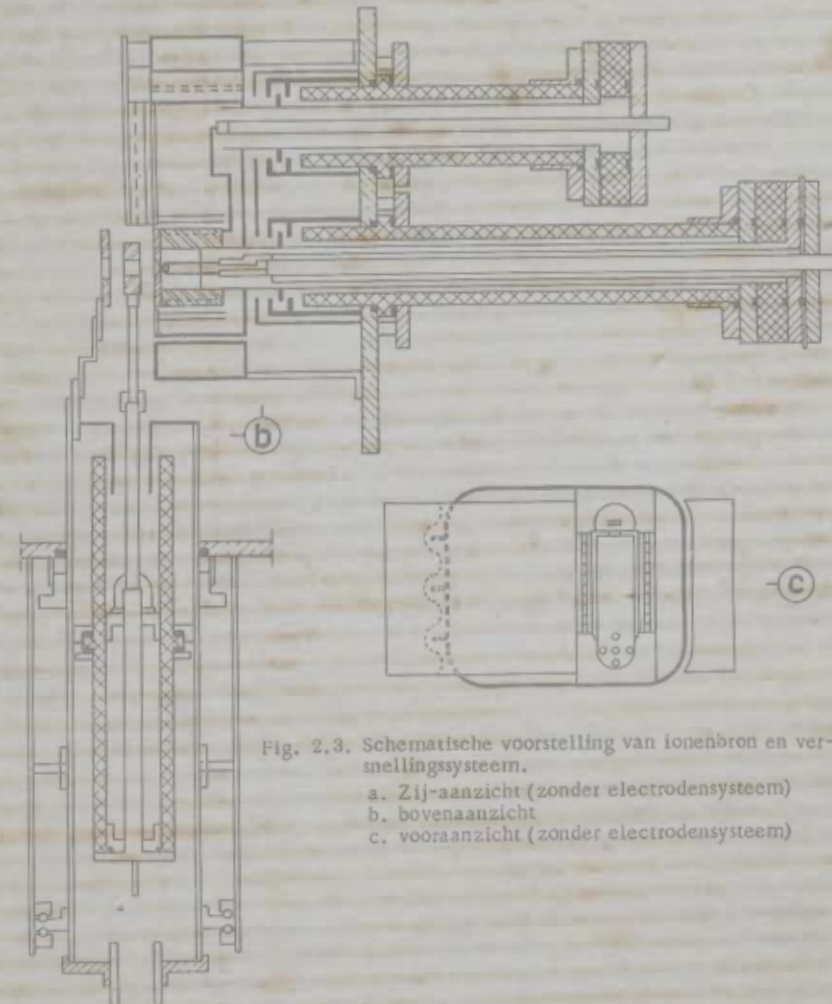 b
c
Fig. 2.3. Schematische voorstelling van ionenbron en ver-
snellingssysteem.
a. Zij-aanzicht (zonder electrodensysteem)
b. bovenaanzicht
c. vooraanzicht (zonder electrodensysteem)